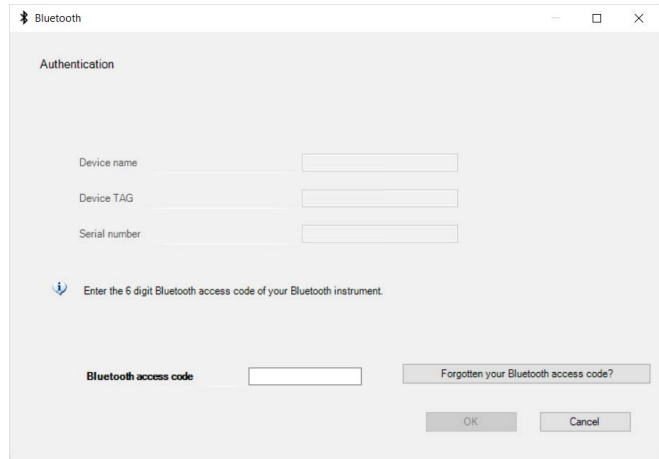 Bluetooth
Authentication
Device name
Device TAG
Serial number
Enter the 6 digit Bluetooth access code of your Bluetooth instrument.
Bluetooth access code
Forgotten your Bluetooth access code?
OK
Cancel